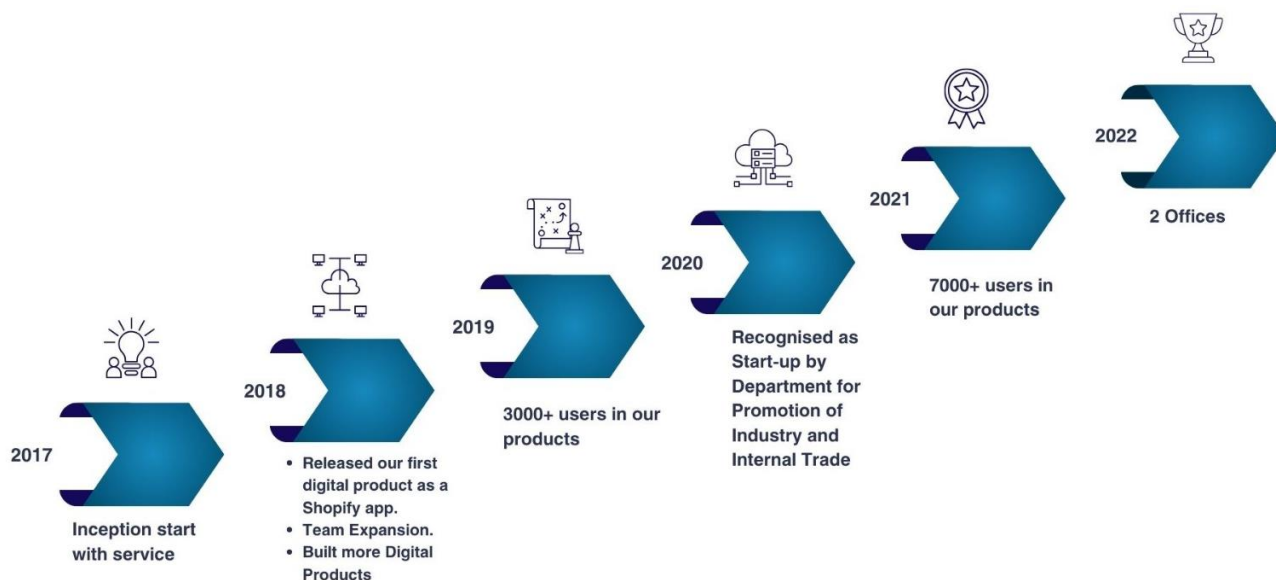 2017
Inception start
with service
2018
• Released our first
digital product as a
Shopify app.
• Team Expansion.
• Built more Digital
Products
2019
3000+ users in our
products
2020
Recognised as
Start-up by
Department for
Promotion of
Industry and
Internal Trade
2021
7000+ users in
our products
2022
2 Offices